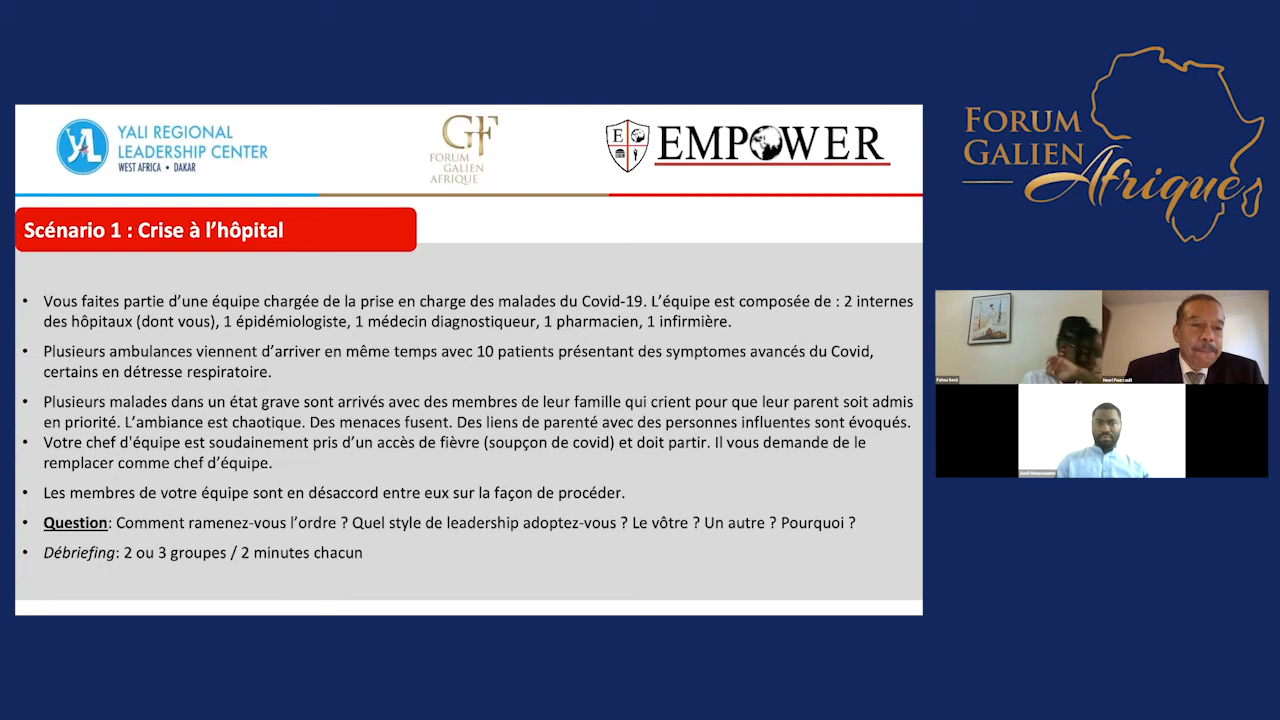 YALI REGIONAL
LEADERSHIP CENTER
WEST AFRICA • DAKAR
GF
FORUM
GALIEN
AFRIQUE
E
EMPOWER
Scénario 1 : Crise à l’hôpital
• Vous faites partie d’une équipe chargée de la prise en charge des malades du Covid-19. L’équipe est composée de : 2 internes
des hôpitaux (dont vous), 1 épidémiologiste, 1 médecin diagnostiqueur, 1 pharmacien, 1 infirmière.
• Plusieurs ambulances viennent d’arriver en même temps avec 10 patients présentant des symptomes avancés du Covid,
certains en détresse respiratoire.
• Plusieurs malades dans un état grave sont arrivés avec des membres de leur famille qui crient pour que leur parent soit admis
en priorité. L’ambiance est chaotique. Des menaces fusent. Des liens de parenté avec des personnes influentes sont évoqués.
• Votre chef d'équipe est soudainement pris d’un accès de fièvre (soupçon de covid) et doit partir. Il vous demande de le
remplacer comme chef d’équipe.
• Les membres de votre équipe sont en désaccord entre eux sur la façon de procéder.
• Question: Comment ramenez-vous l’ordre ? Quel style de leadership adoptez-vous ? Le vôtre ? Un autre ? Pourquoi ?
• Débriefing: 2 ou 3 groupes / 2 minutes chacun
FORUM
GALIEN
Afrique
Fatou Seck